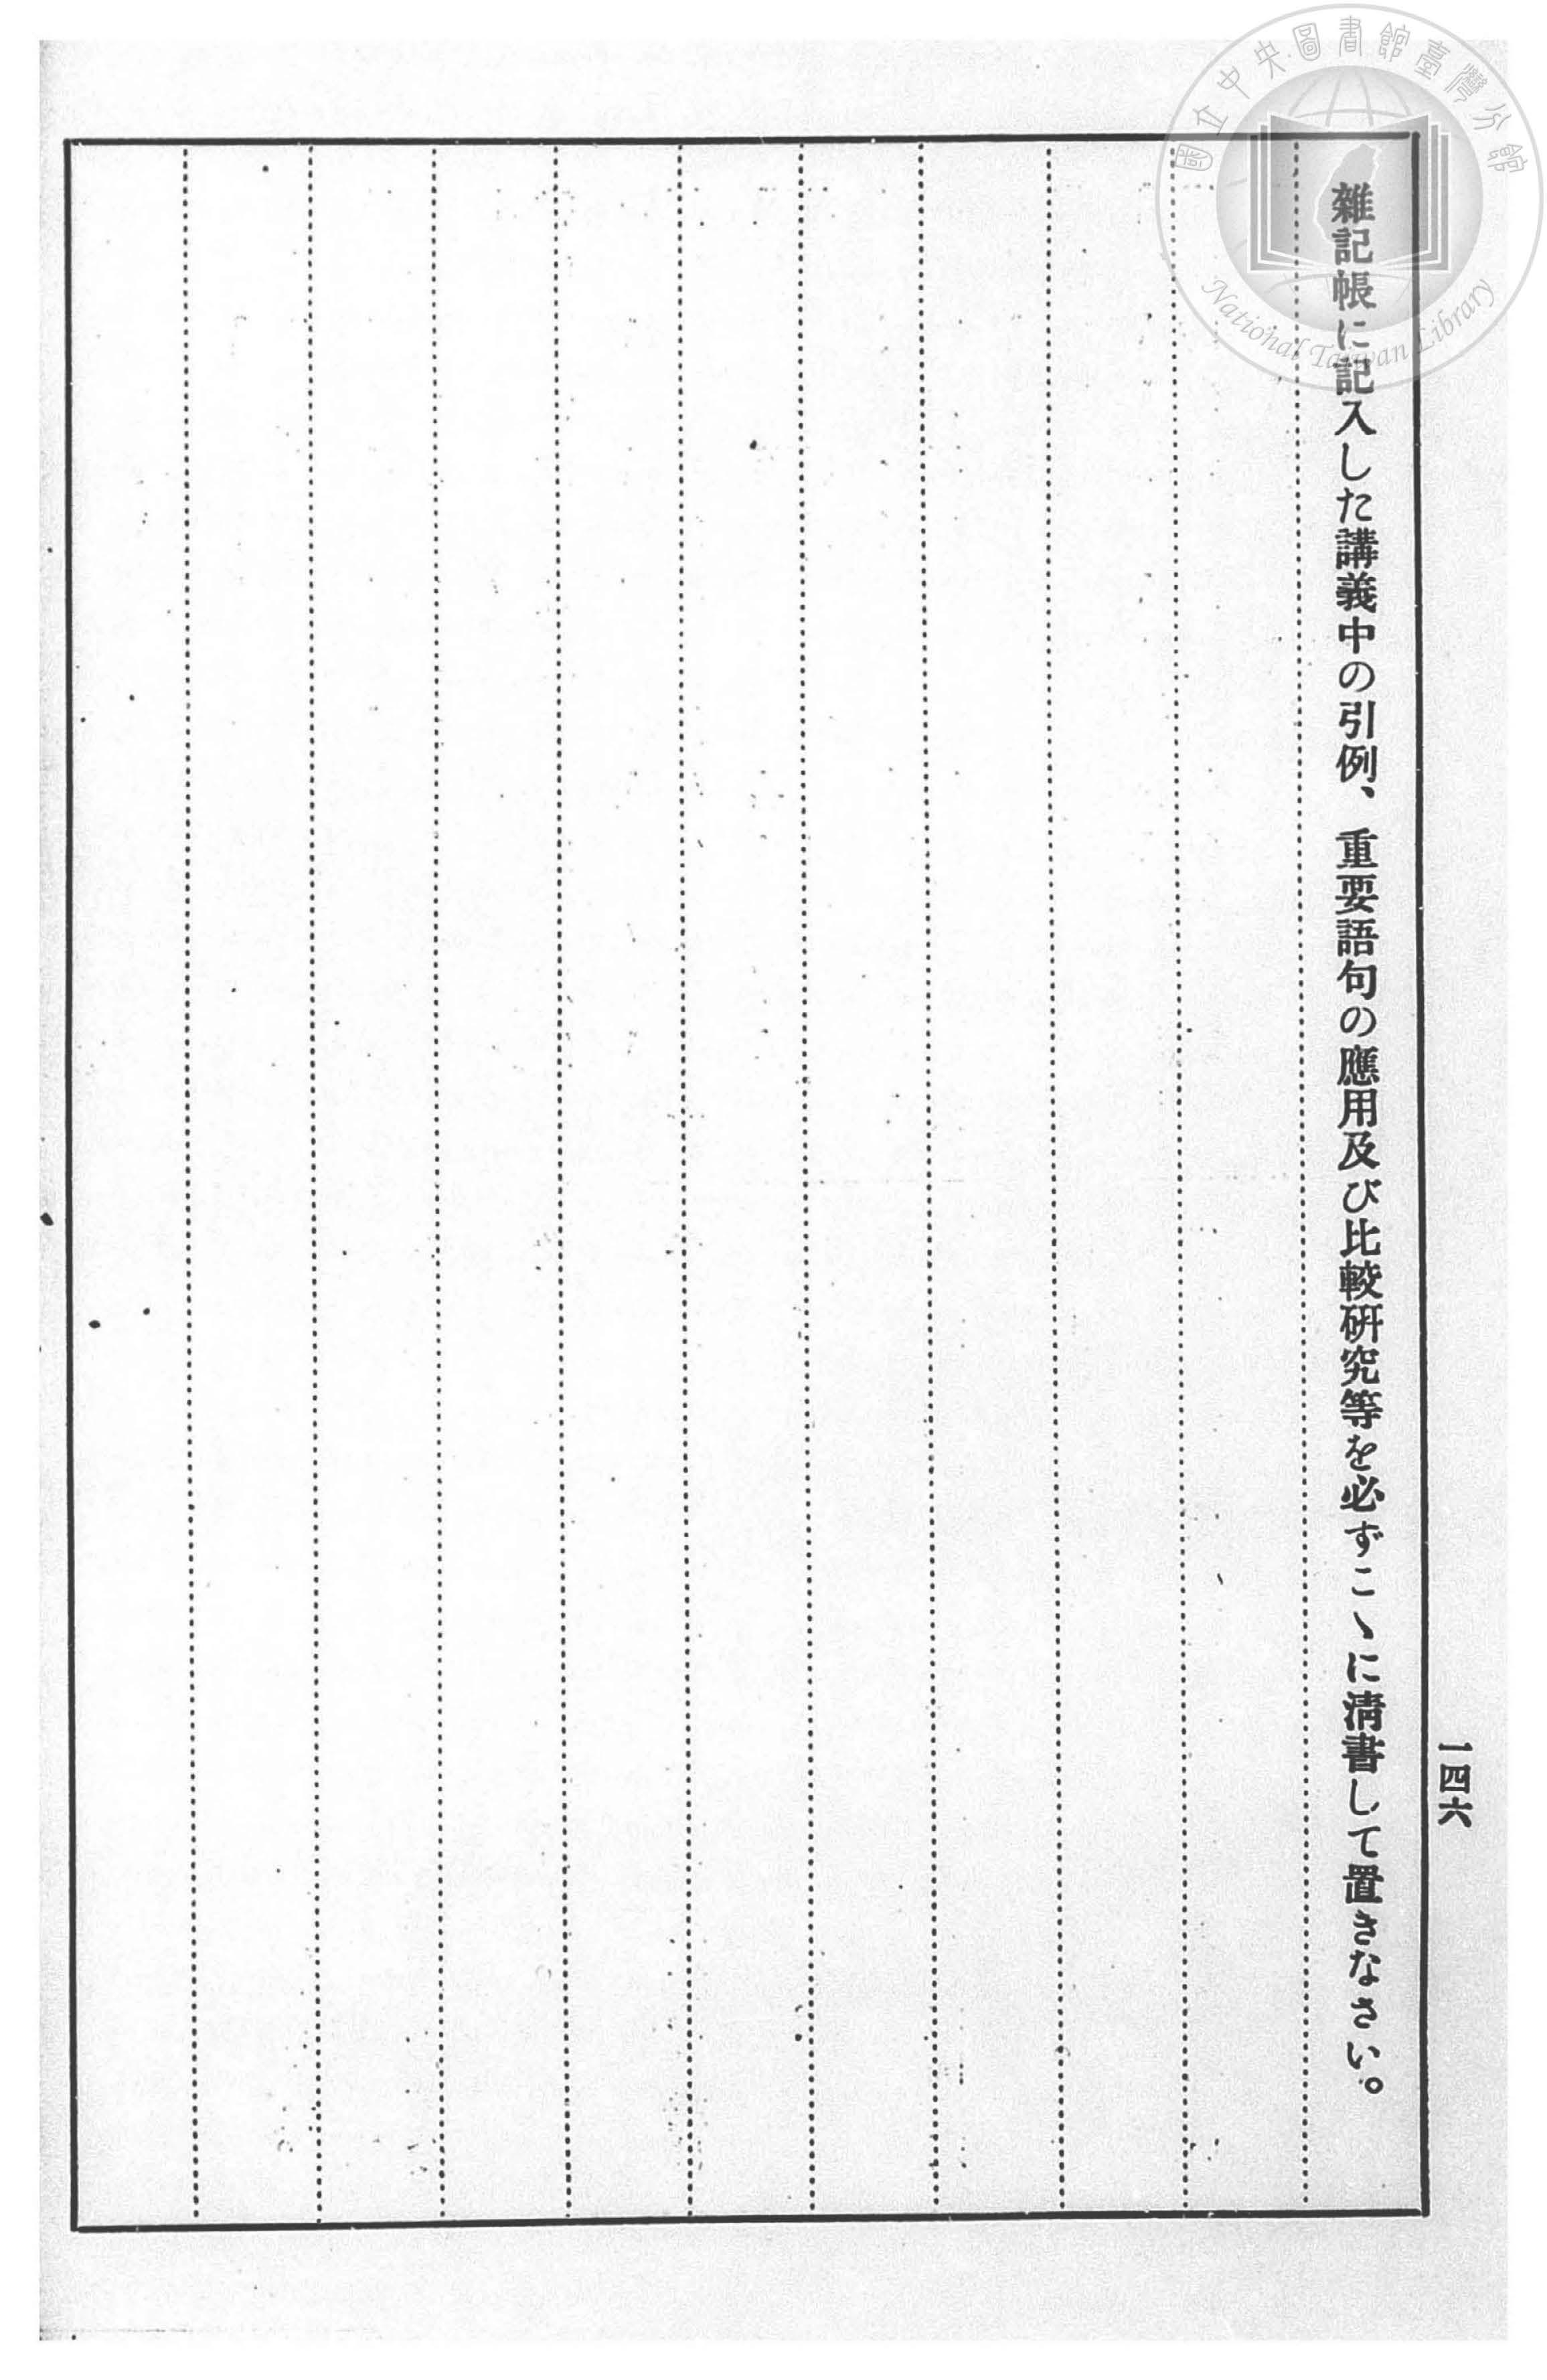 雜記帳に記入した講義中の引例、重要語句の應用及び比較硏究等を必ずこゝに淸書して置きなさい。
一四六
國立中央圖書館臺灣分館
National Taiwan Library